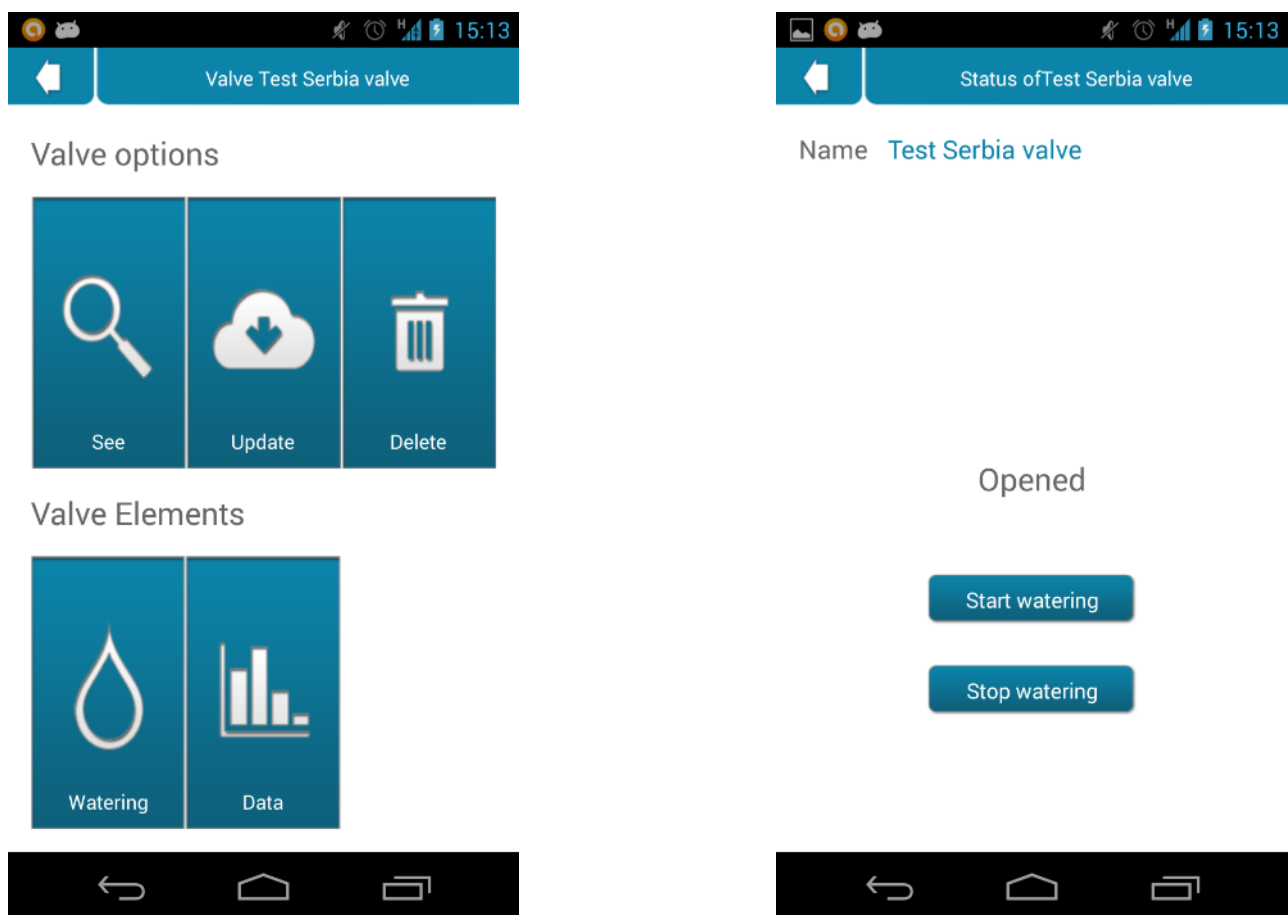 H 15:13
Valve Test Serbia valve
Valve options
See Update Delete
Valve Elements
Watering Data
H 15:13
Status ofTest Serbia valve
Name Test Serbia valve
Opened
Start watering
Stop watering